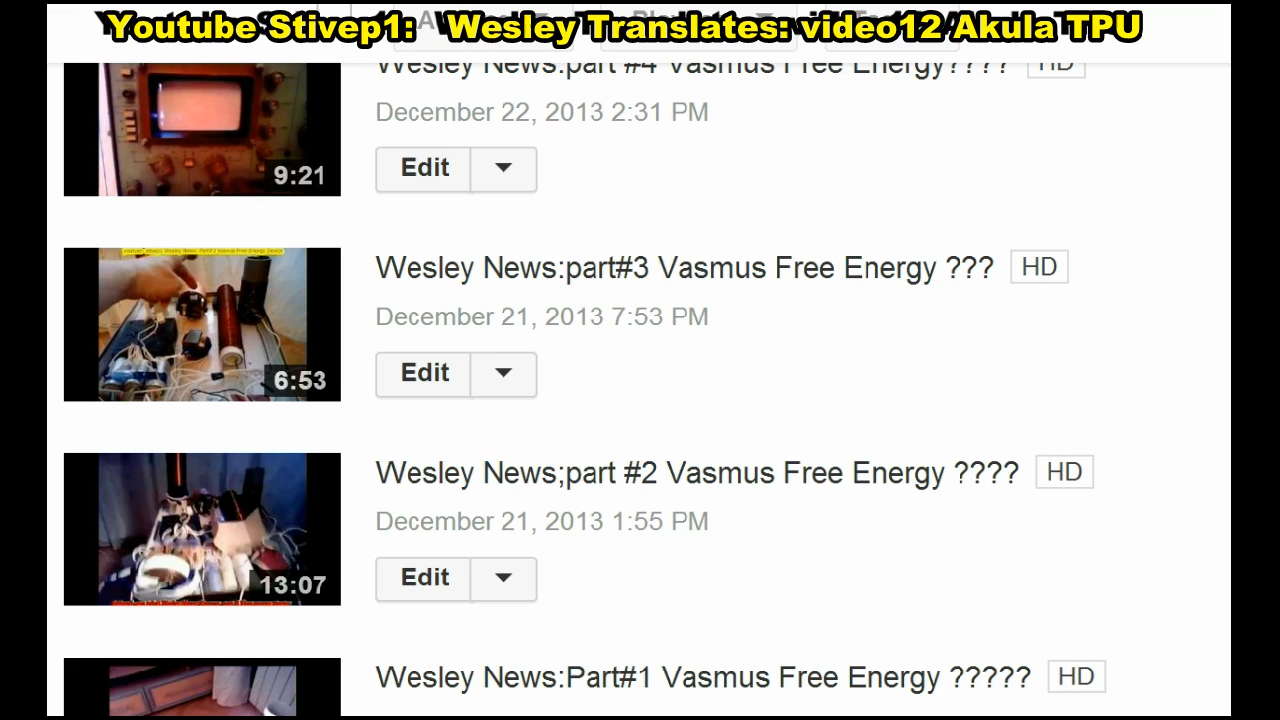 Youtube Stivep1: Wesley Translates: video12 Akula TPU
Wesley News:part #4 Vasmus Free Energy???? HD
December 22, 2013 2:31 PM
9:21
Edit
Wesley News:part#3 Vasmus Free Energy ??? HD
December 21, 2013 7:53 PM
6:53
Edit
Wesley News;part #2 Vasmus Free Energy ???? HD
December 21, 2013 1:55 PM
13:07
Edit
Wesley News:Part#1 Vasmus Free Energy ????? HD